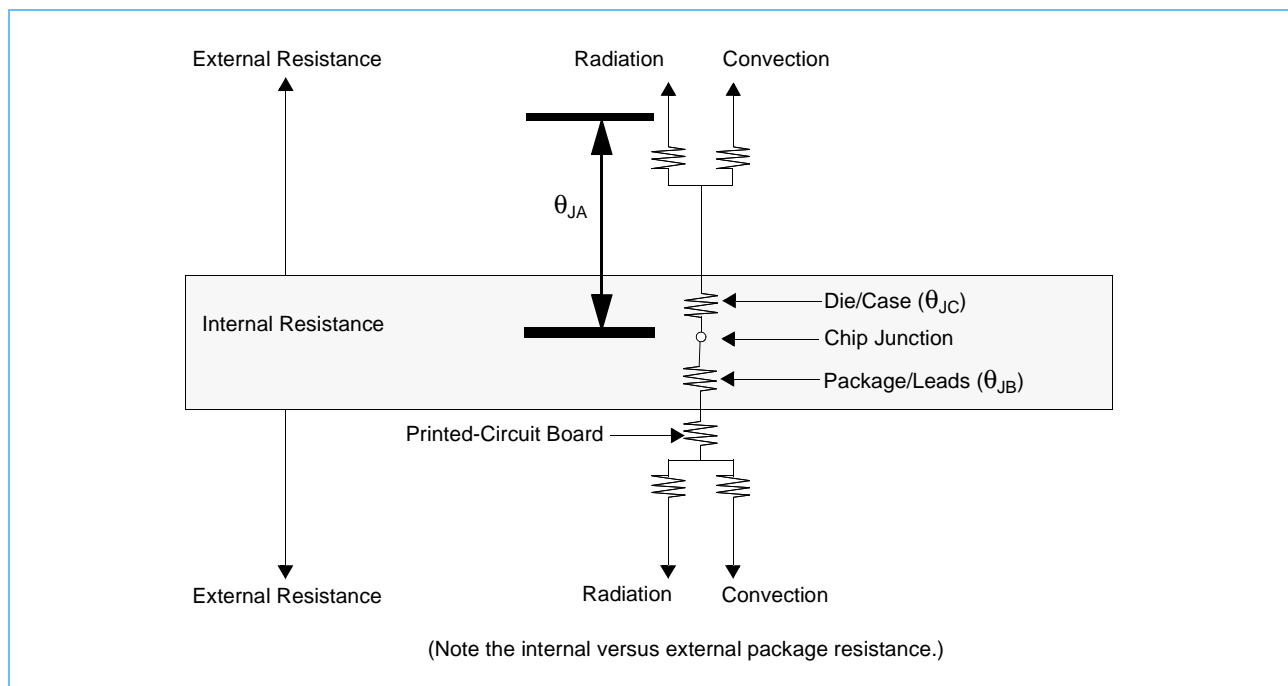 External Resistance
Radiation
Convection
θJA
Die/Case (θJC)
Internal Resistance
Chip Junction
Package/Leads (θJB)
Printed-Circuit Board
External Resistance
Radiation
Convection
(Note the internal versus external package resistance.)